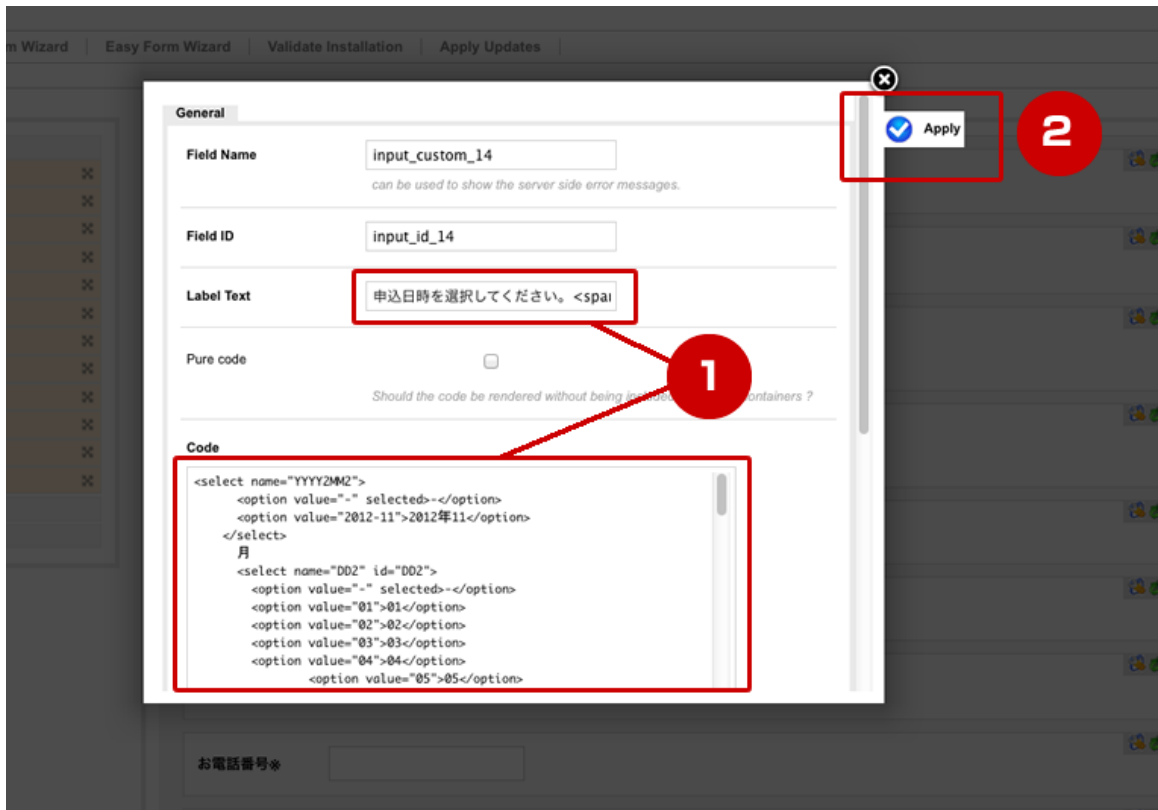 m Wizard Easy Form Wizard Validate Installation Apply Updates
General
Apply
2
Field Name input_custom_14
can be used to show the server side error messages.
Field ID input_id_14
Label Text 申込日時を選択してください。<span
Pure code
1
Should the code be rendered without being ontainers ?
Code
<select name="YYYY2MM2">
<option value="-" selected>-</option>
<option value="2012-11">2012年11</option>
</select>
月
<select name="DD2" id="DD2">
<option value="-" selected>-</option>
<option value="01">01</option>
<option value="02">02</option>
<option value="03">03</option>
<option value="04">04</option>
<option value="05">05</option>
お電話番号※